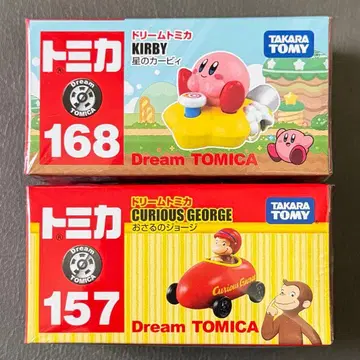 トミカ
Dream
TOMICA
168
ドリームトミカ
KIRBY
星のカービィ
TAKARA
TOMY
Dream TOMICA
トミカ
Dream
TOMICA
157
ドリームトミカ
CURIOUS GEORGE
おさるのジョージ
TAKARA
TOMY
Curious George
Dream TOMICA